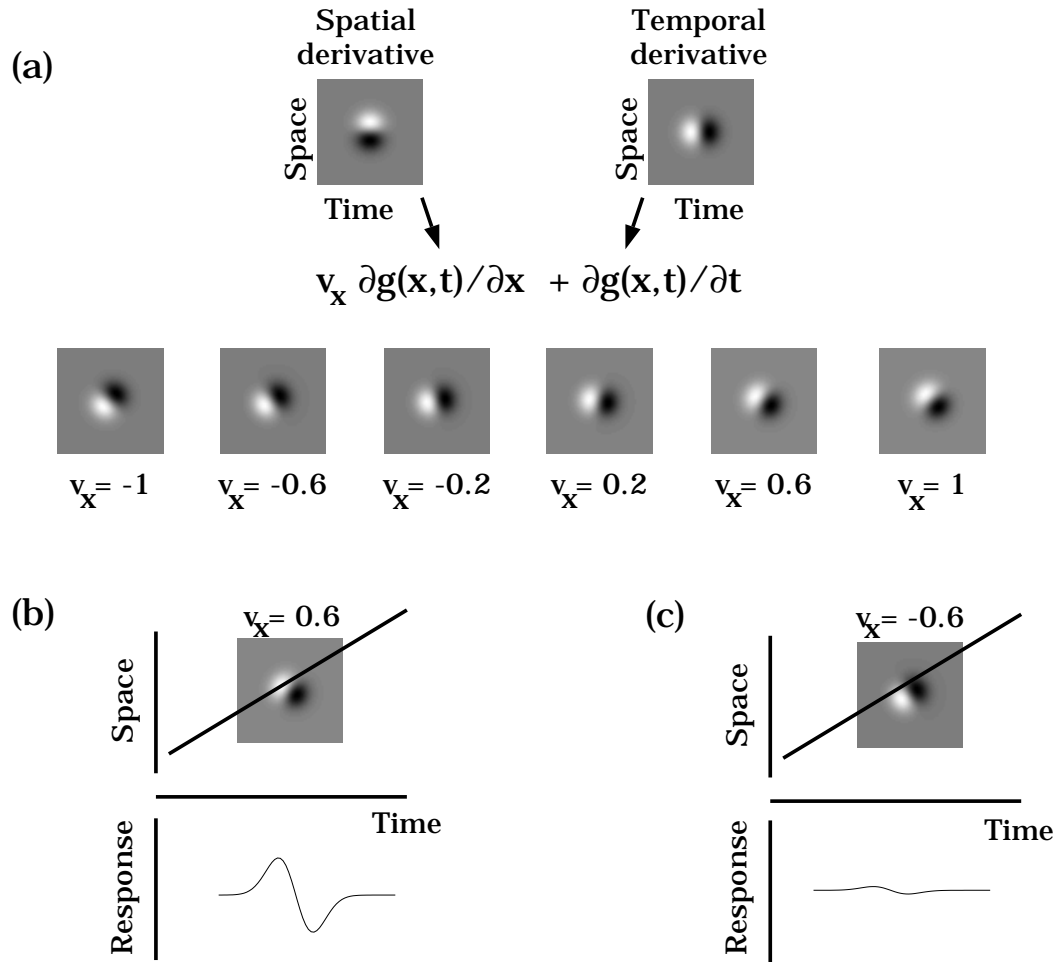 (a)
Spatial derivative
Temporal derivative
Space
Time
Space
Time
vₓ ∂g(x,t)/∂x + ∂g(x,t)/∂t
vₓ= -1
vₓ= -0.6
vₓ= -0.2
vₓ= 0.2
vₓ= 0.6
vₓ= 1
(b)
vₓ= 0.6
Space
Time
Response
(c)
vₓ= -0.6
Space
Time
Response